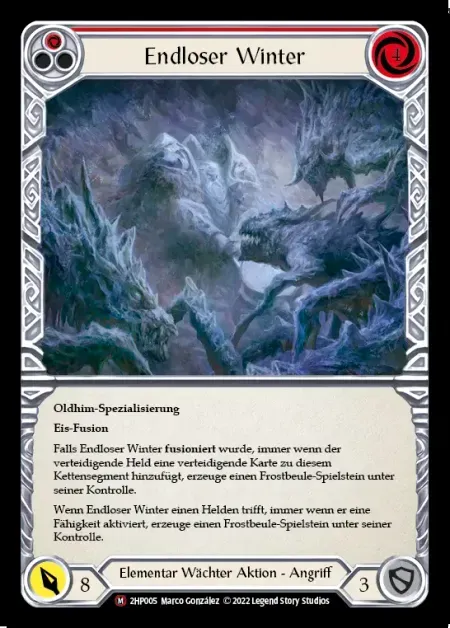 Endloser Winter
4
Oldhim-Spezialisierung
Eis-Fusion
Falls Endloser Winter fusioniert wurde, immer wenn der
verteidigende Held eine verteidigende Karte zu diesem
Kettensegment hinzufügt, erzeuge einen Frostbeule-Spielstein unter
seiner Kontrolle.
Wenn Endloser Winter einen Helden trifft, immer wenn er eine
Fähigkeit aktiviert, erzeuge einen Frostbeule-Spielstein unter seiner
Kontrolle.
8
Elementar Wächter Aktion - Angriff
3
M 2HP005 Marco González © 2022 Legend Story Studios